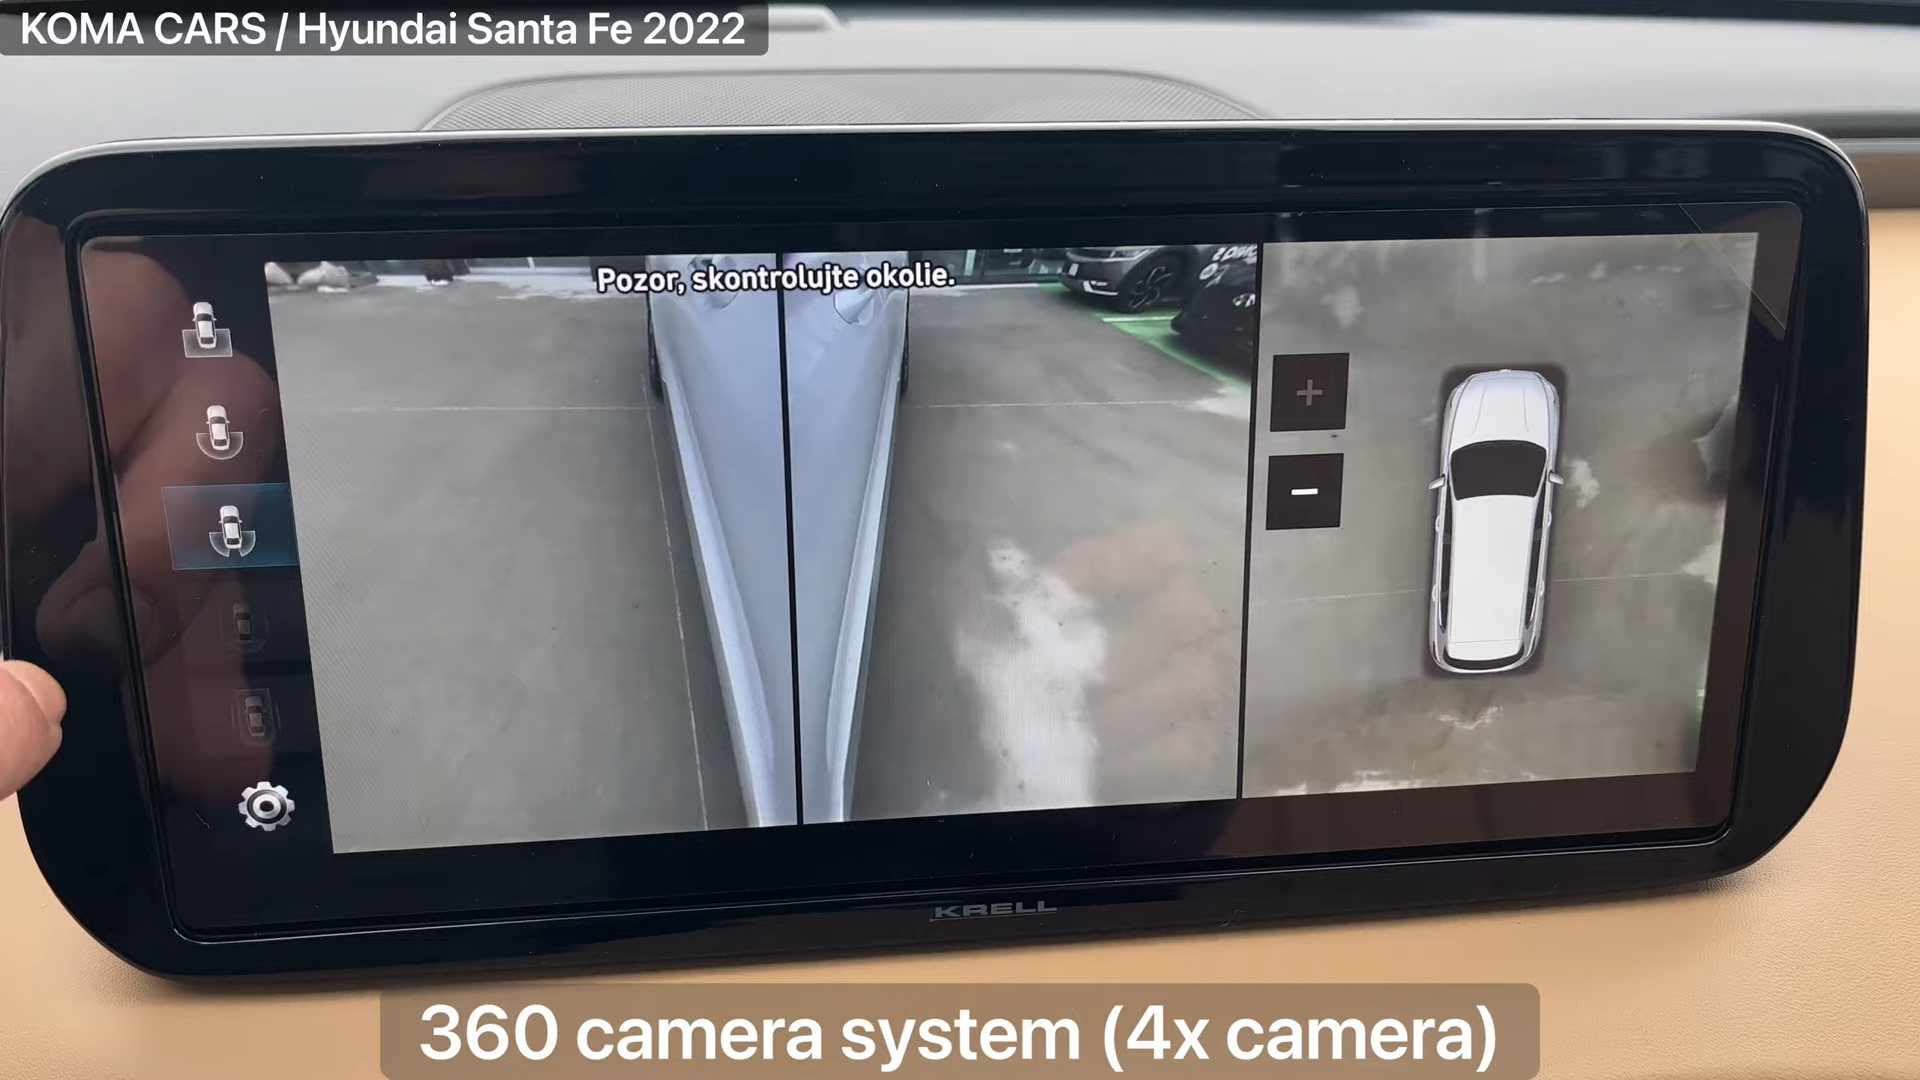 KOMA CARS / Hyundai Santa Fe 2022
Pozor, skontrolujte okolie.
+
-
KRELL
360 camera system (4x camera)